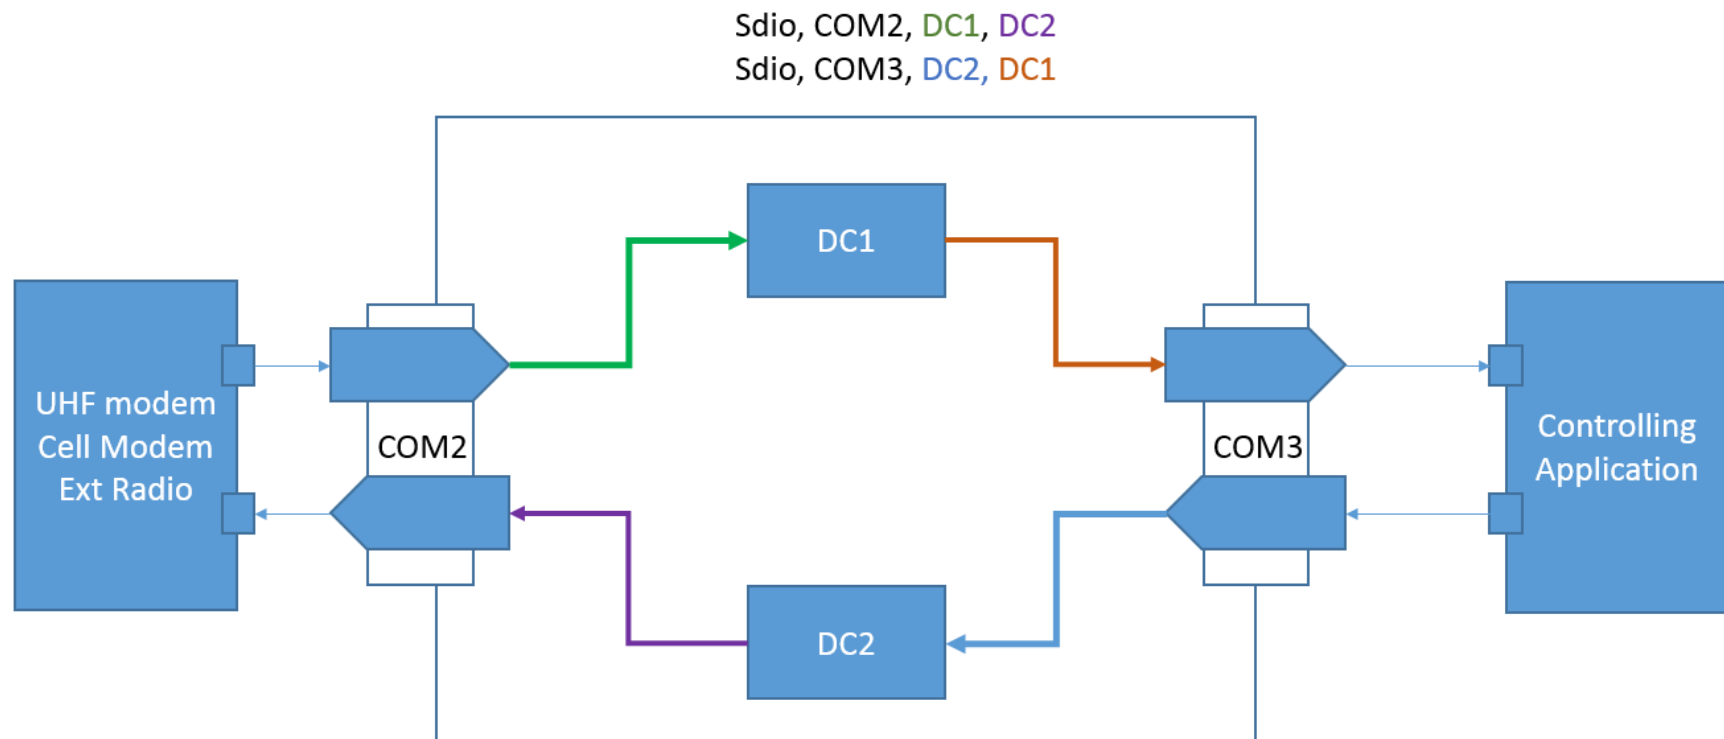 Sdio, COM2, DC1, DC2
Sdio, COM3, DC2, DC1
DC1
UHF modem
Cell Modem
Ext Radio
COM2
COM3
Controlling
Application
DC2